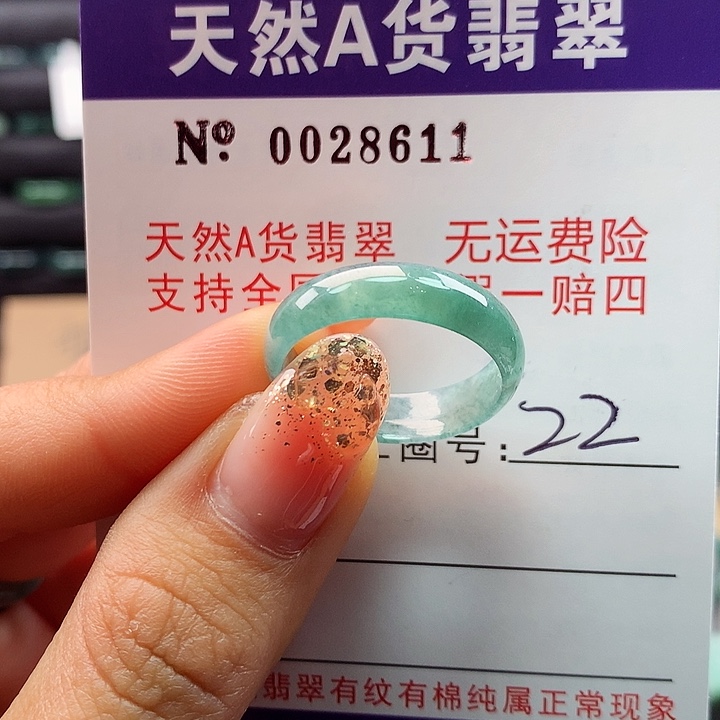 天然A货翡翠
Nº. 0028611
天然A货翡翠 无运费险
支持全 一赔四
圈号: 22
翡翠有纹有棉纯属正常现象